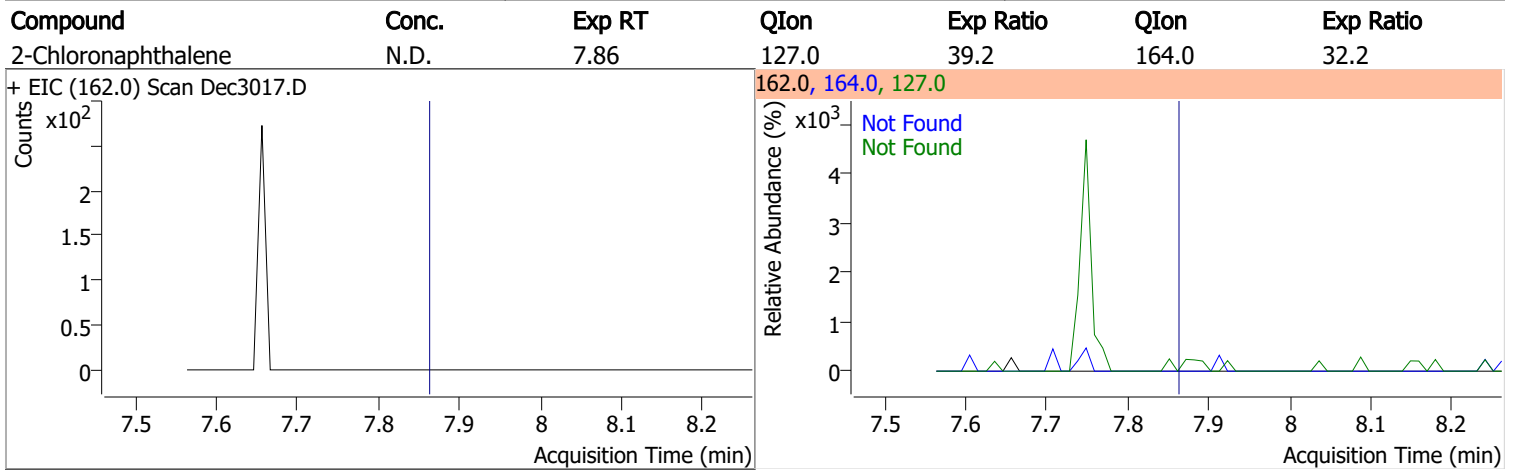 Compound Conc. Exp RT QIon Exp Ratio QIon Exp Ratio
2-Chloronaphthalene N.D. 7.86 127.0 39.2 164.0 32.2
+ EIC (162.0) Scan Dec3017.D
Counts
x10²
2
1.5
1
0.5
0
7.5 7.6 7.7 7.8 7.9 8 8.1 8.2
Acquisition Time (min)
162.0, 164.0, 127.0
Relative Abundance (%)
x10³
Not Found
Not Found
4
3
2
1
0
7.5 7.6 7.7 7.8 7.9 8 8.1 8.2
Acquisition Time (min)